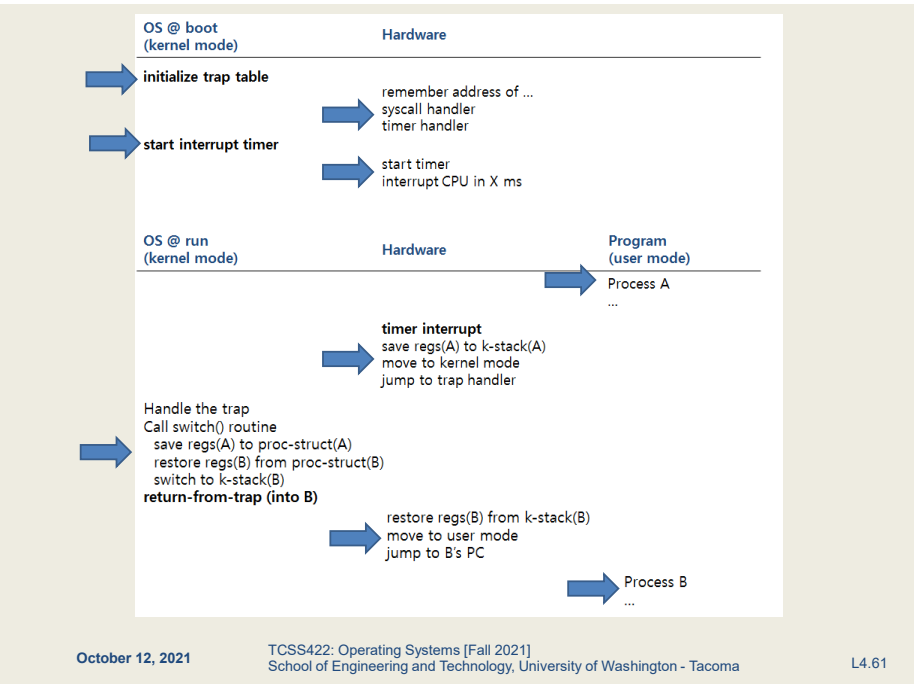 OS @ boot
(kernel mode)
Hardware
initialize trap table
remember address of ...
syscall handler
timer handler
start interrupt timer
start timer
interrupt CPU in X ms
OS @ run
(kernel mode)
Hardware
Program
(user mode)
Process A
...
timer interrupt
save regs(A) to k-stack(A)
move to kernel mode
jump to trap handler
Handle the trap
Call switch() routine
save regs(A) to proc-struct(A)
restore regs(B) from proc-struct(B)
switch to k-stack(B)
return-from-trap (into B)
restore regs(B) from k-stack(B)
move to user mode
jump to B's PC
Process B
...
October 12, 2021
TCSS422: Operating Systems [Fall 2021]
School of Engineering and Technology, University of Washington - Tacoma
L4.61